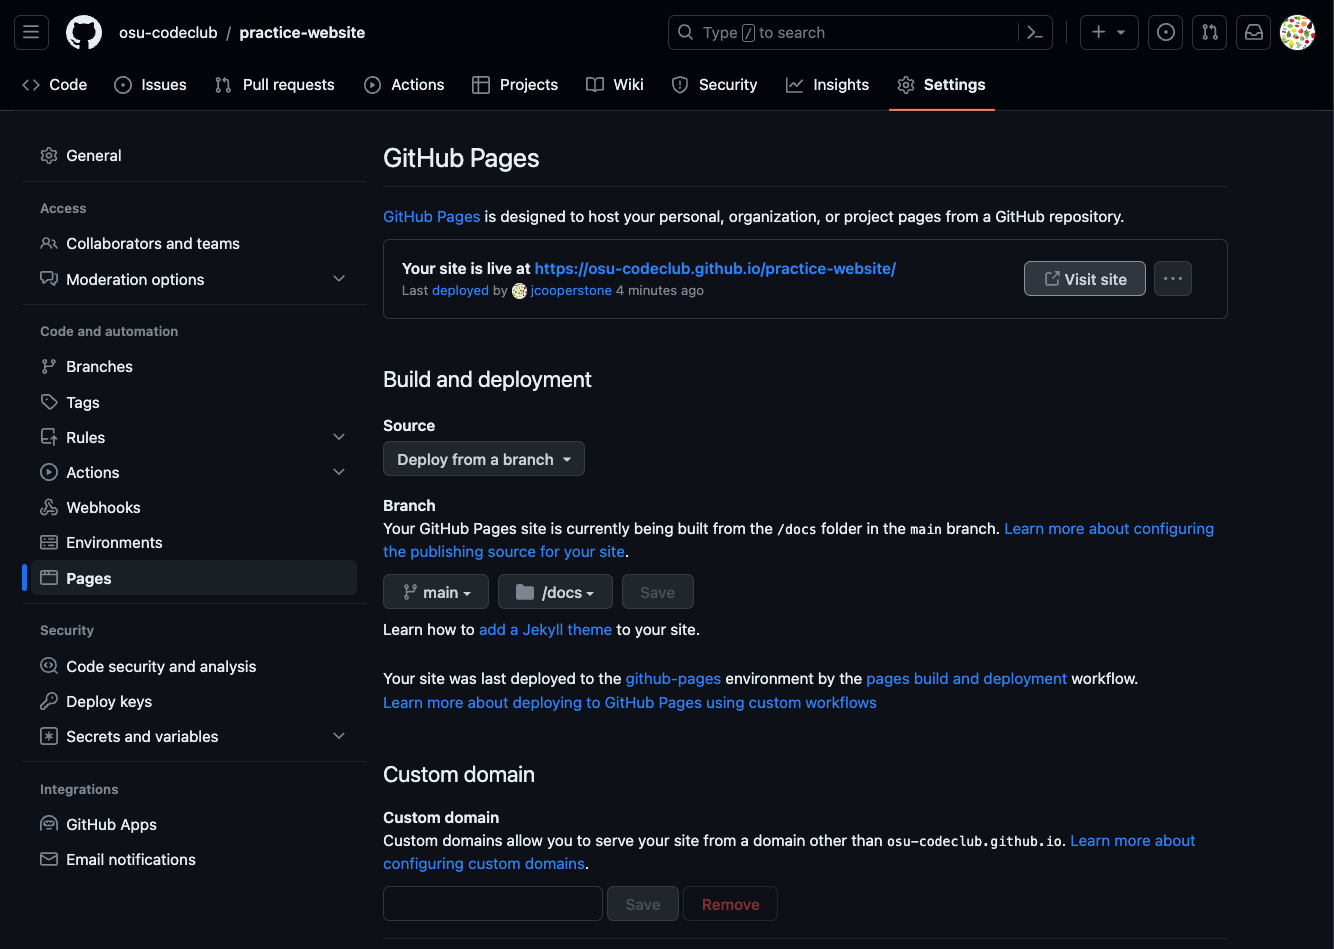 osu-codeclub / practice-website
Type / to search
Code
Issues
Pull requests
Actions
Projects
Wiki
Security
Insights
Settings
General
Access
Collaborators and teams
Moderation options
Code and automation
Branches
Tags
Rules
Actions
Webhooks
Environments
Pages
Security
Code security and analysis
Deploy keys
Secrets and variables
Integrations
GitHub Apps
Email notifications
GitHub Pages
GitHub Pages is designed to host your personal, organization, or project pages from a GitHub repository.
Your site is live at https://osu-codeclub.github.io/practice-website/
Last deployed by jcooperstone 4 minutes ago
Visit site
Build and deployment
Source
Deploy from a branch
Branch
Your GitHub Pages site is currently being built from the /docs folder in the main branch. Learn more about configuring
the publishing source for your site.
main
/docs
Save
Learn how to add a Jekyll theme to your site.
Your site was last deployed to the github-pages environment by the pages build and deployment workflow.
Learn more about deploying to GitHub Pages using custom workflows
Custom domain
Custom domain
Custom domains allow you to serve your site from a domain other than osu-codeclub.github.io. Learn more about
configuring custom domains.
Save
Remove